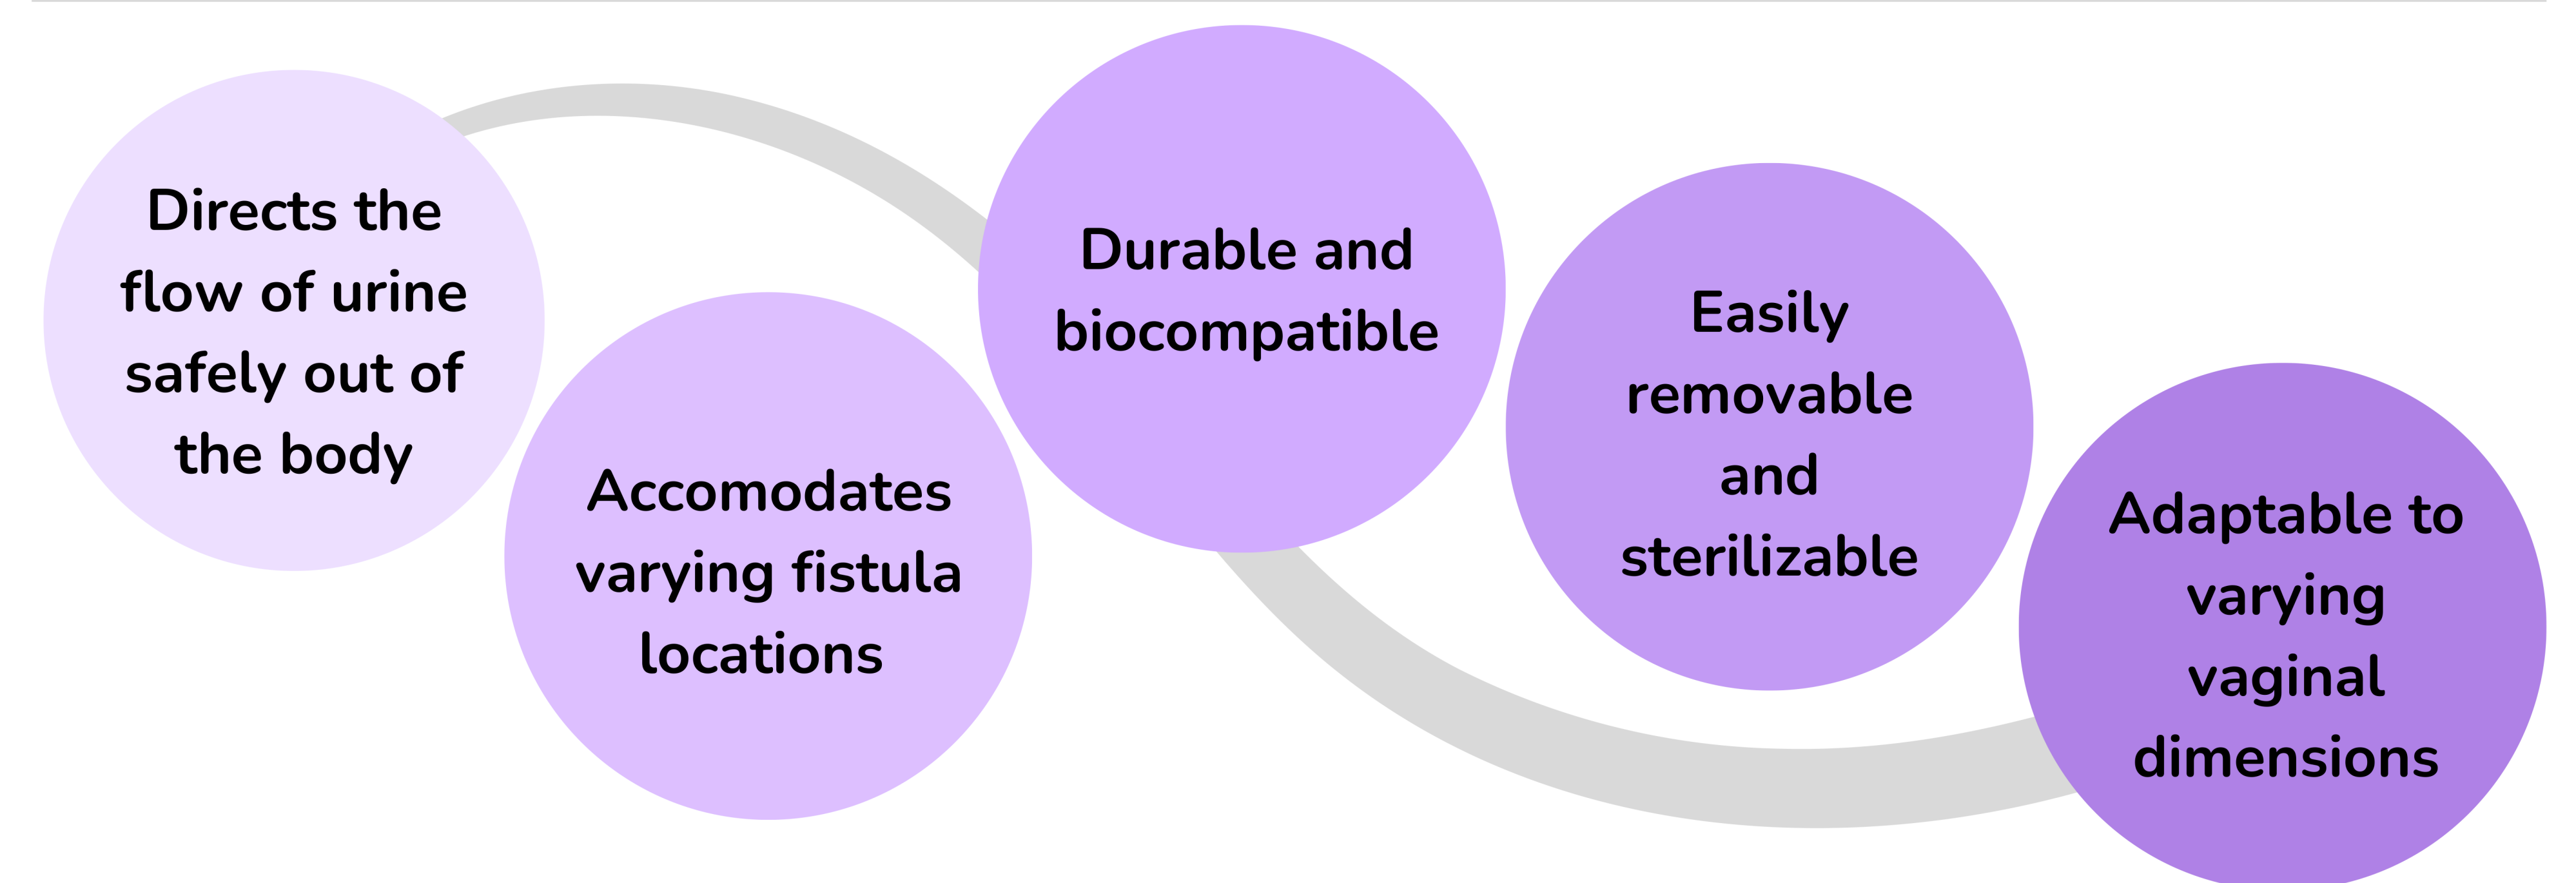 Directs the
flow of urine
safely out of
the body
Accomodates
varying fistula
locations
Durable and
biocompatible
Easily
removable
and
sterilizable
Adaptable to
varying
vaginal
dimensions